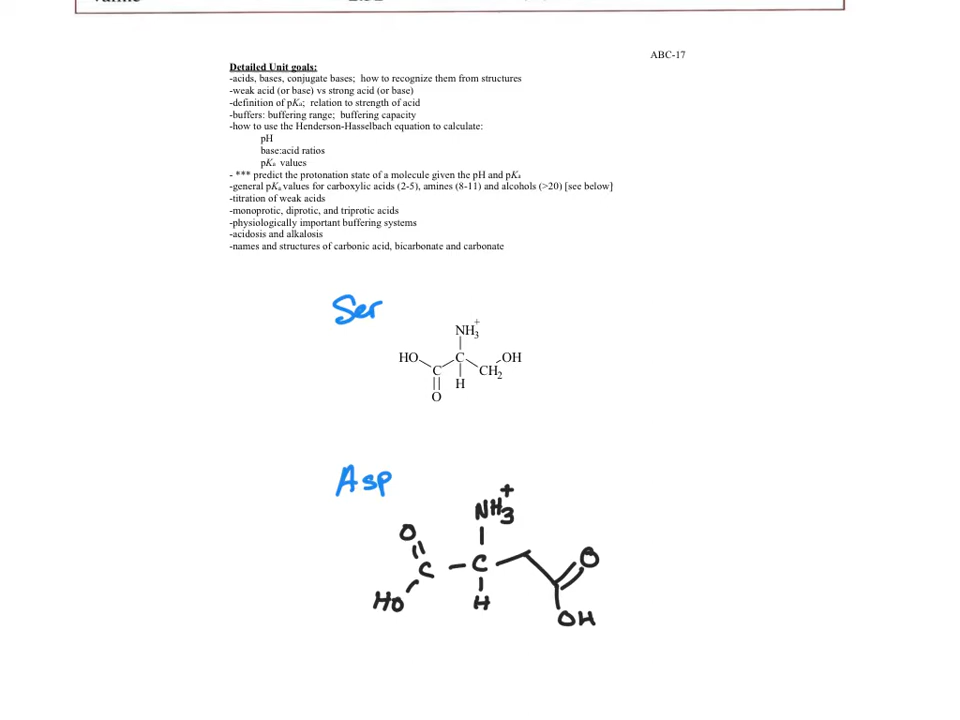 ABC-17
Detailed Unit goals:
-acids, bases, conjugate bases; how to recognize them from structures
-weak acid (or base) vs strong acid (or base)
-definition of pKₐ; relation to strength of acid
-buffers: buffering range; buffering capacity
-how to use the Henderson-Hasselbach equation to calculate:
pH
base:acid ratios
pKₐ values
- *** predict the protonation state of a molecule given the pH and pKₐ
-general pKₐ values for carboxylic acids (2-5), amines (8-11) and alcohols (>20) [see below]
-titration of weak acids
-monoprotic, diprotic, and triprotic acids
-physiologically important buffering systems
-acidosis and alkalosis
-names and structures of carbonic acid, bicarbonate and carbonate
Ser
NH₃⁺
HO C OH
C CH₂
H
O
Asp
NH₃⁺
O
C C O
HO H
OH